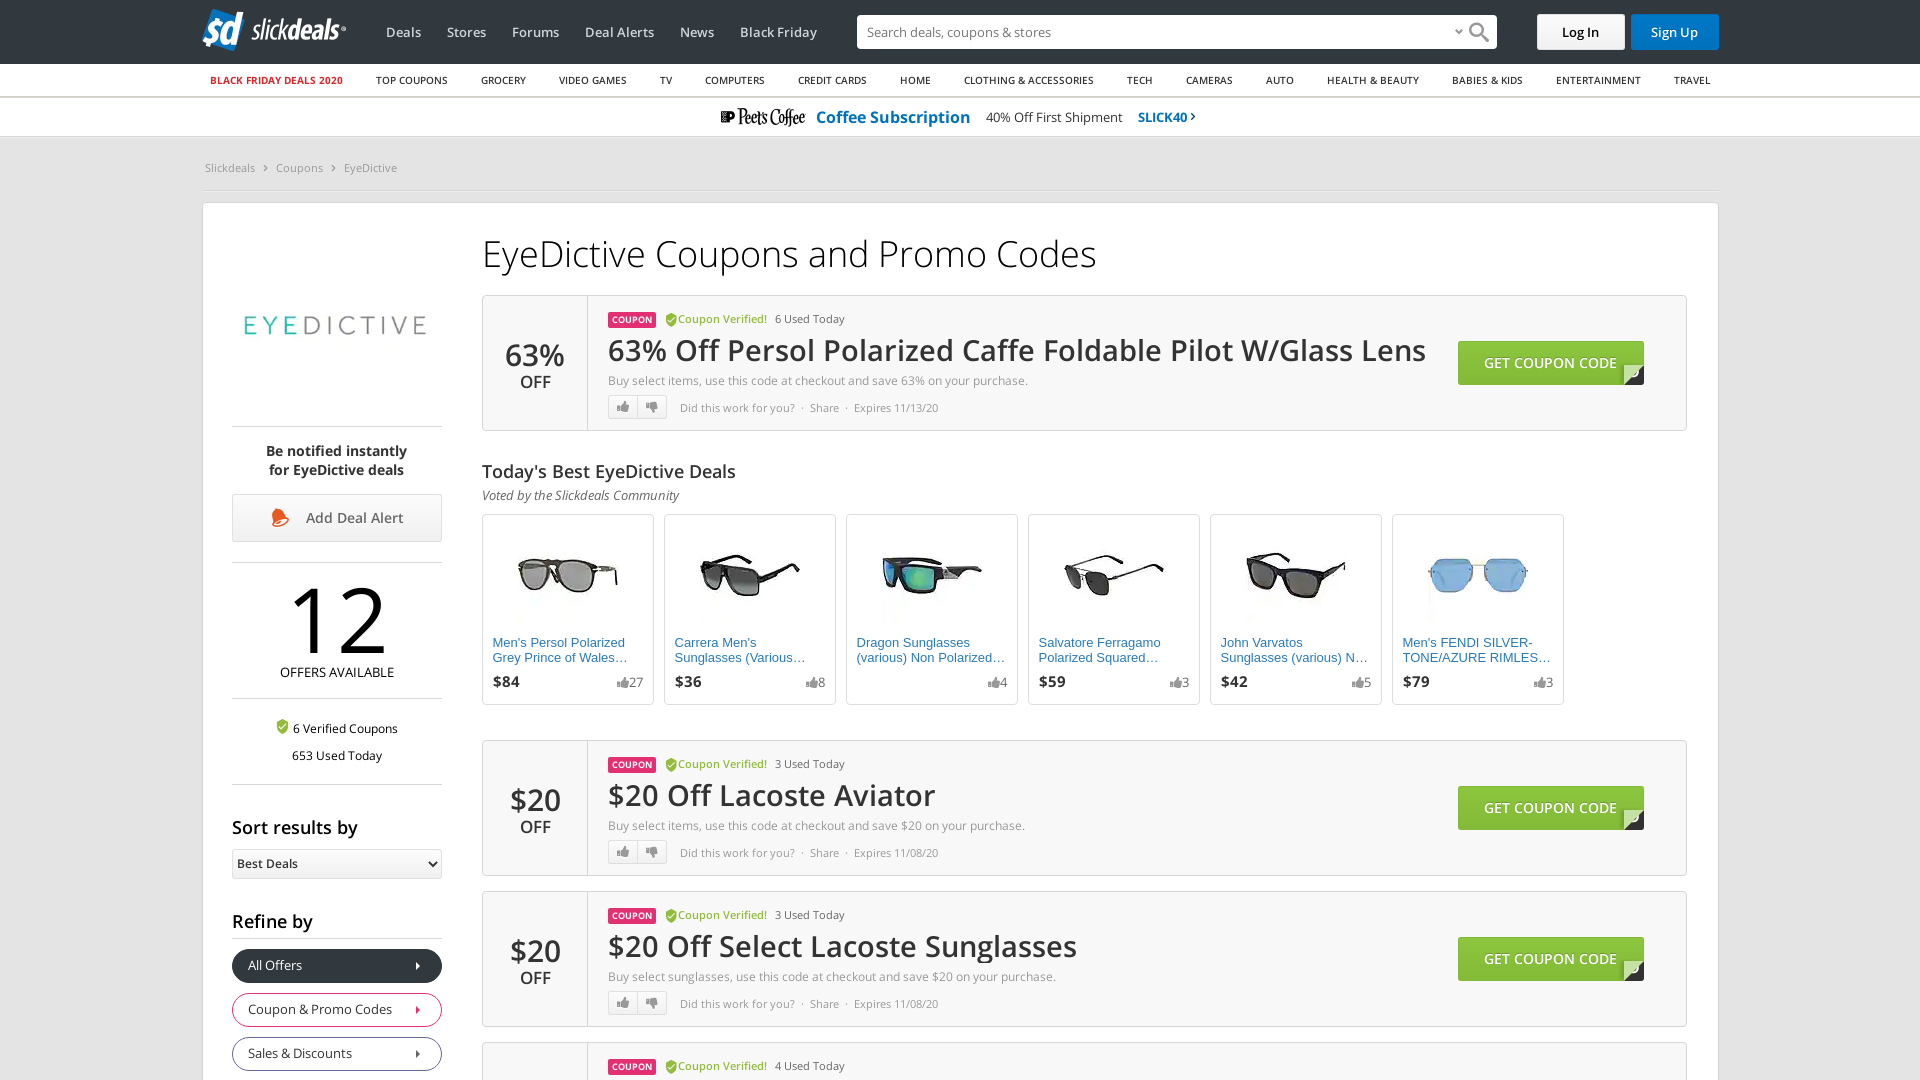 sd slickdeals
Deals Stores Forums Deal Alerts News Black Friday
Search deals, coupons & stores
Log In
Sign Up
BLACK FRIDAY DEALS 2020 TOP COUPONS GROCERY VIDEO GAMES TV COMPUTERS CREDIT CARDS HOME CLOTHING & ACCESSORIES TECH CAMERAS AUTO HEALTH & BEAUTY BABIES & KIDS ENTERTAINMENT TRAVEL
Peet's Coffee Coffee Subscription 40% Off First Shipment SLICK40
Slickdeals > Coupons > EyeDictive
EYEDICTIVE
Be notified instantly
for EyeDictive deals
Add Deal Alert
12
OFFERS AVAILABLE
6 Verified Coupons
653 Used Today
Sort results by
Best Deals
Refine by
All Offers
Coupon & Promo Codes
Sales & Discounts
EyeDictive Coupons and Promo Codes
63%
OFF
COUPON Coupon Verified! 6 Used Today
63% Off Persol Polarized Caffe Foldable Pilot W/Glass Lens
Buy select items, use this code at checkout and save 63% on your purchase.
Did this work for you? · Share · Expires 11/13/20
GET COUPON CODE
Today's Best EyeDictive Deals
Voted by the Slickdeals Community
Men's Persol Polarized
Grey Prince of Wales…
$84 27
Carrera Men's
Sunglasses (Various…
$36 8
Dragon Sunglasses
(various) Non Polarized…
4
Salvatore Ferragamo
Polarized Squared…
$59 3
John Varvatos
Sunglasses (various) N…
$42 5
Men's FENDI SILVER-
TONE/AZURE RIMLES…
$79 3
$20
OFF
COUPON Coupon Verified! 3 Used Today
$20 Off Lacoste Aviator
Buy select items, use this code at checkout and save $20 on your purchase.
Did this work for you? · Share · Expires 11/08/20
GET COUPON CODE
$20
OFF
COUPON Coupon Verified! 3 Used Today
$20 Off Select Lacoste Sunglasses
Buy select sunglasses, use this code at checkout and save $20 on your purchase.
Did this work for you? · Share · Expires 11/08/20
GET COUPON CODE
COUPON Coupon Verified! 4 Used Today